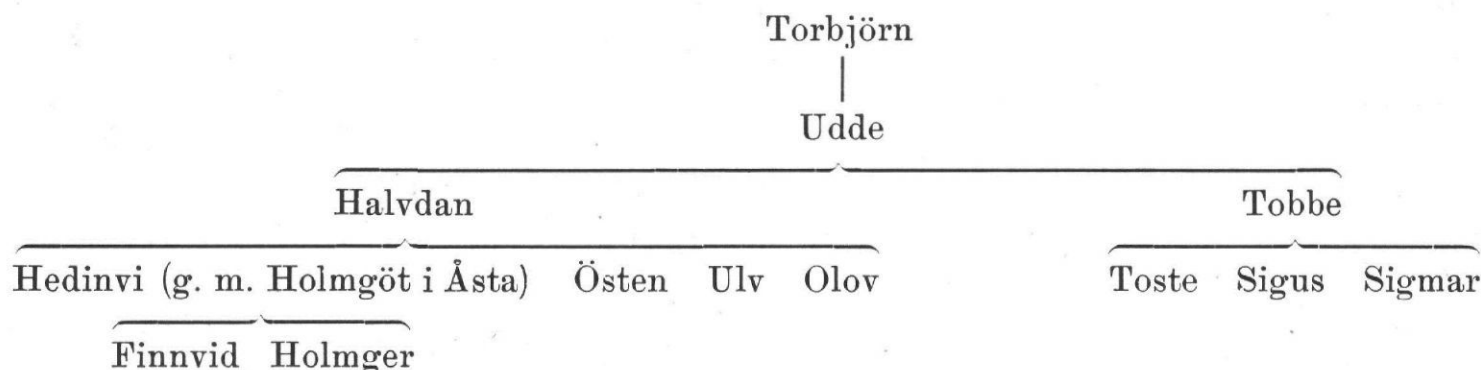 Torbjörn
Udde
Halvdan Tobbe
Hedinvi (g. m. Holmgöt i Åsta) Östen Ulv Olov Toste Sigus Sigmar
Finnvid Holmger